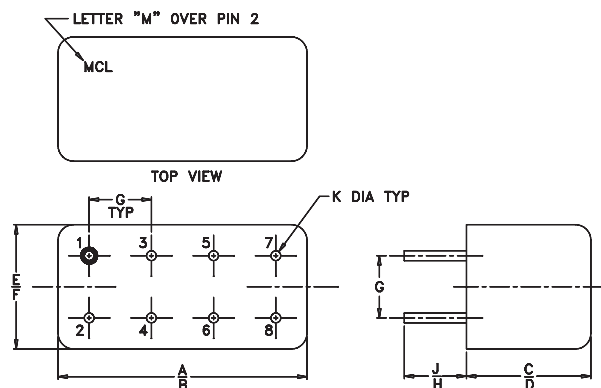 LETTER "M" OVER PIN 2
MCL
TOP VIEW
G
TYP
K DIA TYP
1 3 5 7
E
F
G
2 4 6 8
A
B
J
H
C
D